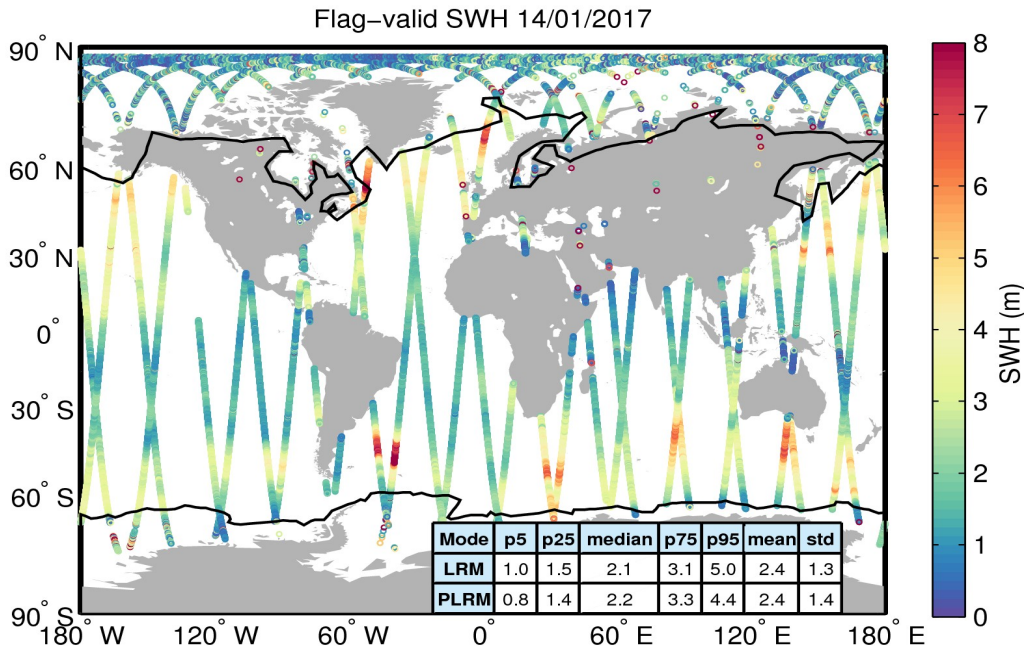 Flag−valid SWH 14/01/2017
90° N
60° N
30° N
0°
30° S
60° S
90° S
180° W
120° W
60° W
0°
60° E
120° E
180° E
Mode p5 p25 median p75 p95 mean std
LRM 1.0 1.5 2.1 3.1 5.0 2.4 1.3
PLRM 0.8 1.4 2.2 3.3 4.4 2.4 1.4
8
7
6
5
4
3
2
1
0
SWH (m)